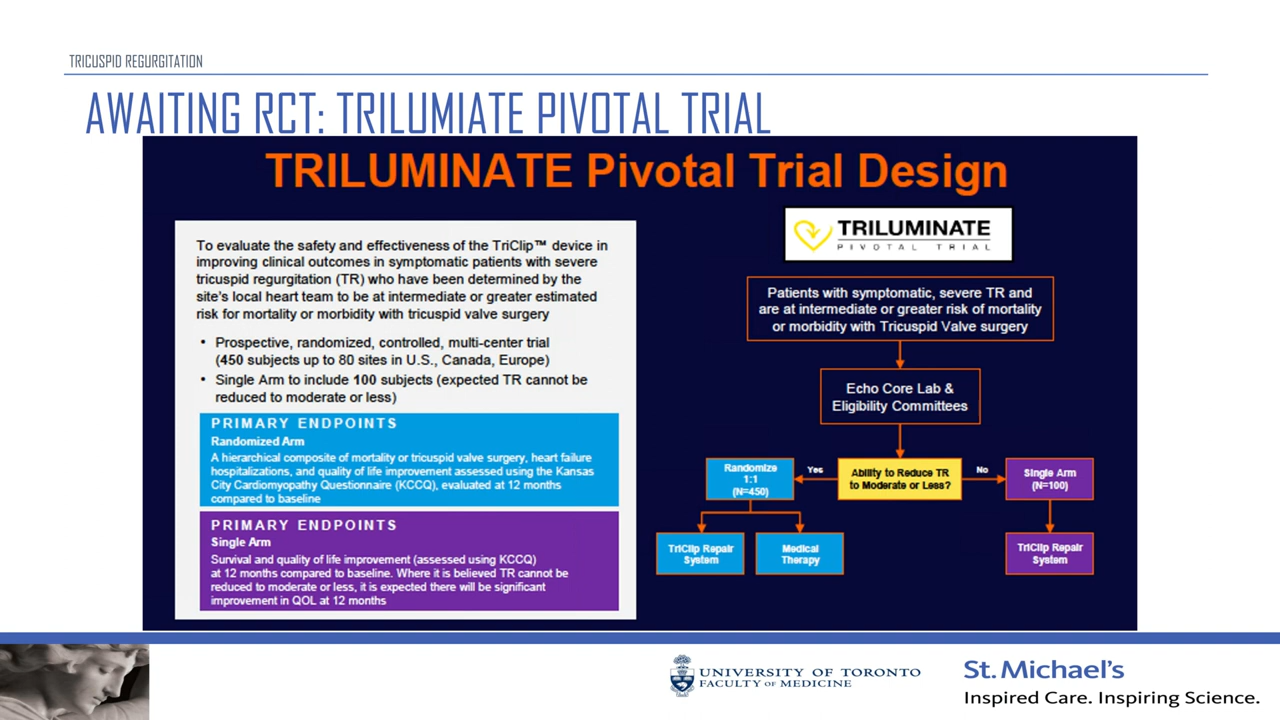 TRICUSPID REGURGITATION
AWAITING RCT: TRILUMIATE PIVOTAL TRIAL
TRILUMINATE Pivotal Trial Design
To evaluate the safety and effectiveness of the TriClip™ device in
improving clinical outcomes in symptomatic patients with severe
tricuspid regurgitation (TR) who have been determined by the
site's local heart team to be at intermediate or greater estimated
risk for mortality or morbidity with tricuspid valve surgery
• Prospective, randomized, controlled, multi-center trial
(450 subjects up to 80 sites in U.S., Canada, Europe)
• Single Arm to include 100 subjects (expected TR cannot be
reduced to moderate or less)
PRIMARY ENDPOINTS
Randomized Arm
A hierarchical composite of mortality or tricuspid valve surgery, heart failure
hospitalizations, and quality of life improvement assessed using the Kansas
City Cardiomyopathy Questionnaire (KCCQ), evaluated at 12 months
compared to baseline
PRIMARY ENDPOINTS
Single Arm
Survival and quality of life improvement (assessed using KCCQ)
at 12 months compared to baseline. Where it is believed TR cannot be
reduced to moderate or less, it is expected there will be significant
improvement in QOL at 12 months
TRILUMINATE
PIVOTAL TRIAL
Patients with symptomatic, severe TR and
are at intermediate or greater risk of mortality
or morbidity with Tricuspid Valve surgery
Echo Core Lab &
Eligibility Committees
Randomize
1:1
(N=450)
Yes
Ability to Reduce TR
to Moderate or Less?
No
Single Arm
(N=100)
TriClip Repair
System
Medical
Therapy
TriClip Repair
System
UNIVERSITY OF TORONTO
FACULTY OF MEDICINE
St. Michael's
Inspired Care. Inspiring Science.